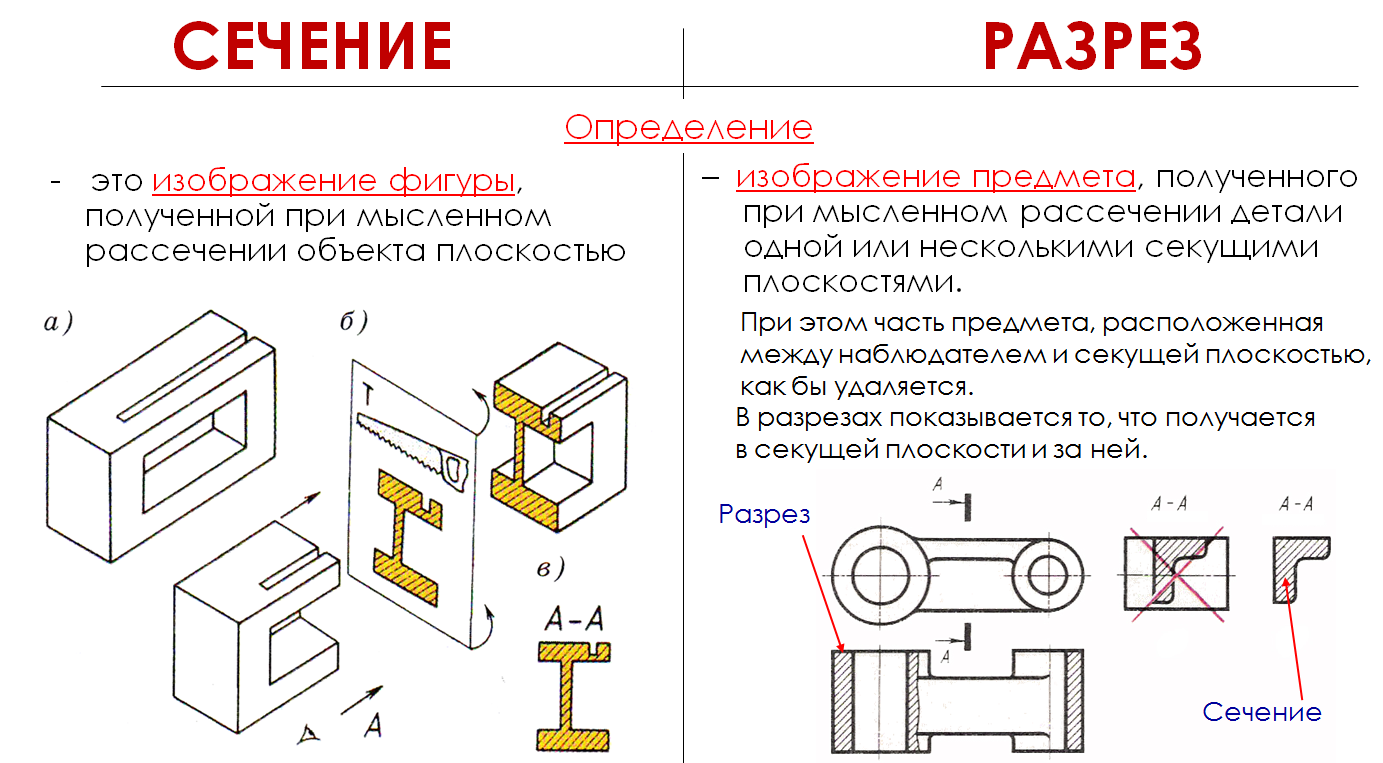 СЕЧЕНИЕ
РАЗРЕЗ
Определение
- это изображение фигуры,
полученной при мысленном
рассечении объекта плоскостью
– изображение предмета, полученного
при мысленном рассечении детали
одной или несколькими секущими
плоскостями.
При этом часть предмета, расположенная
между наблюдателем и секущей плоскостью,
как бы удаляется.
В разрезах показывается то, что получается
в секущей плоскости и за ней.
а)
б)
T
в)
А-А
А
Разрез
А
А-А
А-А
А
Сечение